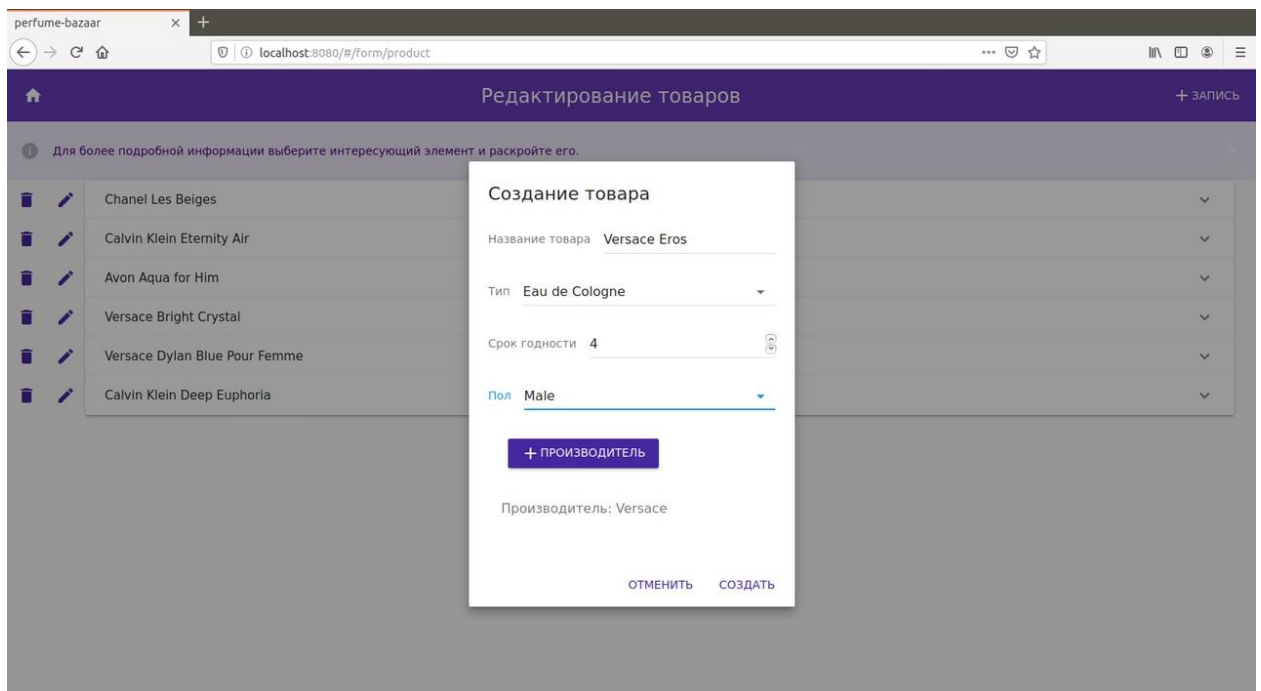 perfume-bazaar
localhost:8080/#/form/product
Редактирование товаров
ЗАПИСЬ
Для более подробной информации выберите интересующий элемент и раскройте его.
Chanel Les Beiges
Calvin Klein Eternity Air
Avon Aqua for Him
Versace Bright Crystal
Versace Dylan Blue Pour Femme
Calvin Klein Deep Euphoria
Создание товара
Название товара Versace Eros
Тип Eau de Cologne
Срок годности 4
Пол Male
+ ПРОИЗВОДИТЕЛЬ
Производитель: Versace
ОТМЕНИТЬ СОЗДАТЬ